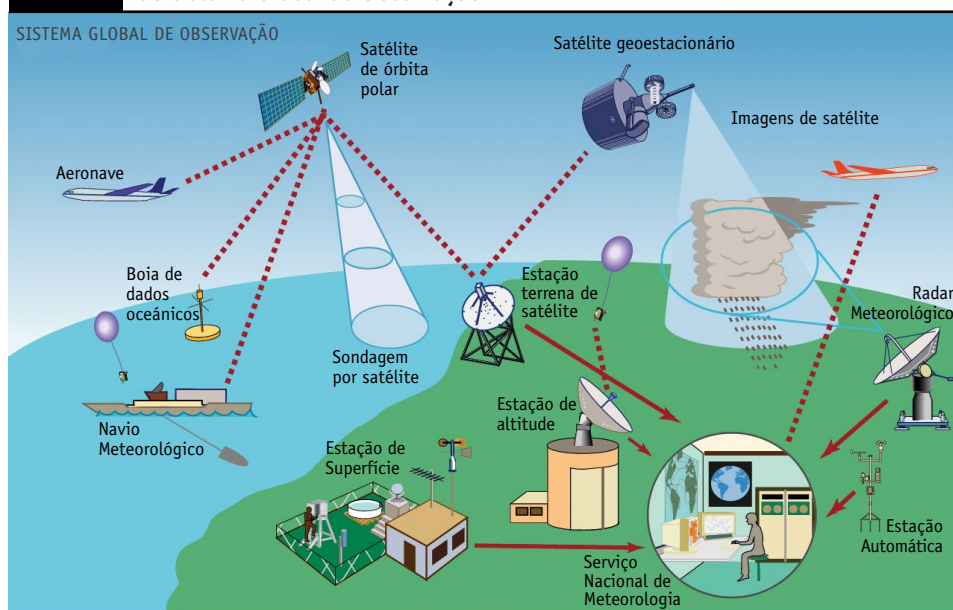 SISTEMA GLOBAL DE OBSERVAÇÃO
Satélite
de órbita
polar
Satélite geoestacionário
Imagens de satélite
Aeronave
Boia de
dados
oceánicos
Estação
terrena de
satélite
Radar
Meteorológico
Sondagem
por satélite
Navio
Meteorológico
Estação de
altitude
Estação de
Superfície
Estação
Automática
Serviço
Nacional de
Meteorologia